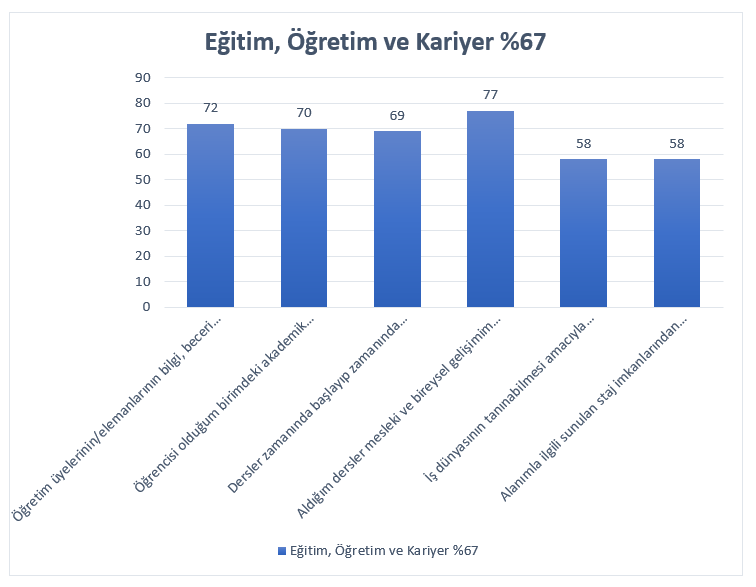 Eğitim, Öğretim ve Kariyer %67
90
80
70
60
50
40
30
20
10
0
72
70
69
77
58
58
Öğretim üyelerinin/elemanlarının bilgi, beceri…
Öğrencisi olduğum birimdeki akademik…
Dersler zamanında başlayıp zamanında…
Aldığım dersler mesleki ve bireysel gelişimim…
İş dünyasının tanınabilmesi amacıyla…
Alanımla ilgili sunulan staj imkanlarından…
Eğitim, Öğretim ve Kariyer %67